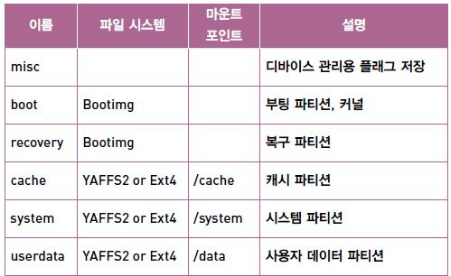 이름 파일 시스템 마운트 포인트 설명
misc 디바이스 관리용 플래그 저장
boot Bootimg 부팅 파티션, 커널
recovery Bootimg 복구 파티션
cache YAFFS2 or Ext4 /cache 캐시 파티션
system YAFFS2 or Ext4 /system 시스템 파티션
userdata YAFFS2 or Ext4 /data 사용자 데이터 파티션